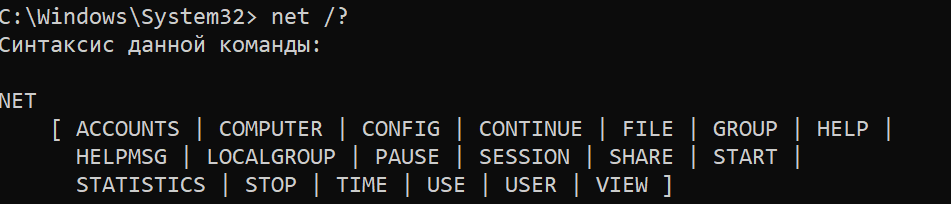 C:\Windows\System32> net /?
Синтаксис данной команды:
NET
[ ACCOUNTS | COMPUTER | CONFIG | CONTINUE | FILE | GROUP | HELP |
HELPMSG | LOCALGROUP | PAUSE | SESSION | SHARE | START |
STATISTICS | STOP | TIME | USE | USER | VIEW ]